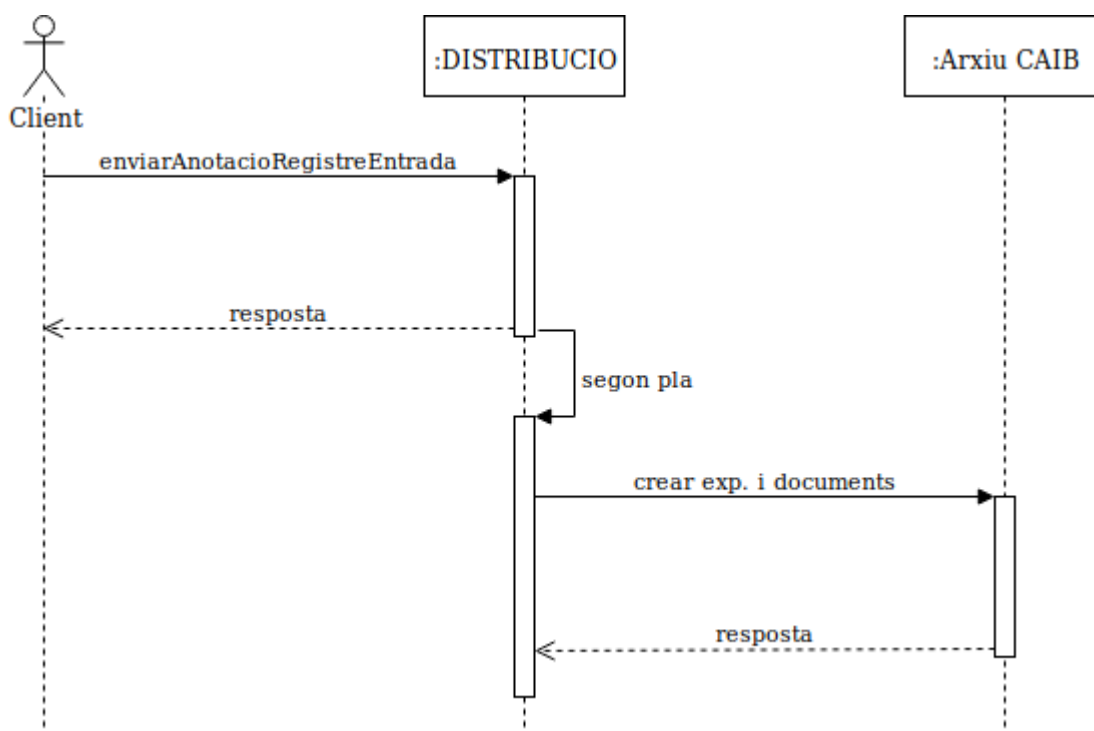 :DISTRIBUCIO
:Arxiu CAIB
Client
enviarAnotacioRegistreEntrada
resposta
segon pla
crear exp. i documents
resposta